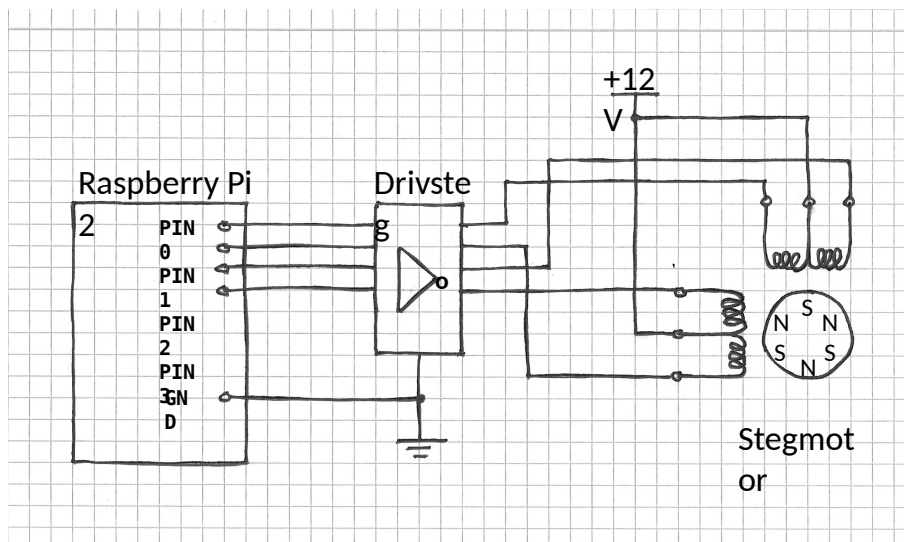 +12
V
Raspberry Pi
2
Drivste
g
PIN
0
PIN
1
PIN
2
PIN
3
GN
D
S
N
N
S
S
N
Stegmot
or